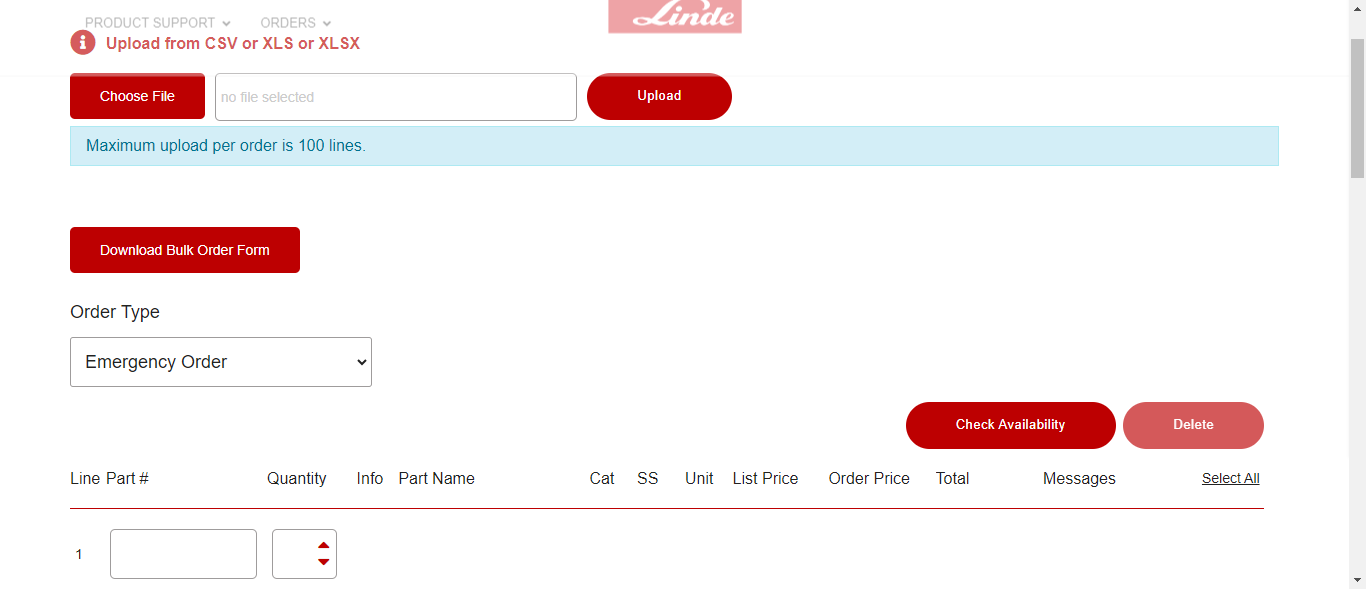 PRODUCT SUPPORT ORDERS
Linde
Upload from CSV or XLS or XLSX
Choose File no file selected Upload
Maximum upload per order is 100 lines.
Download Bulk Order Form
Order Type
Emergency Order
Check Availability Delete
Line Part # Quantity Info Part Name Cat SS Unit List Price Order Price Total Messages Select All
1